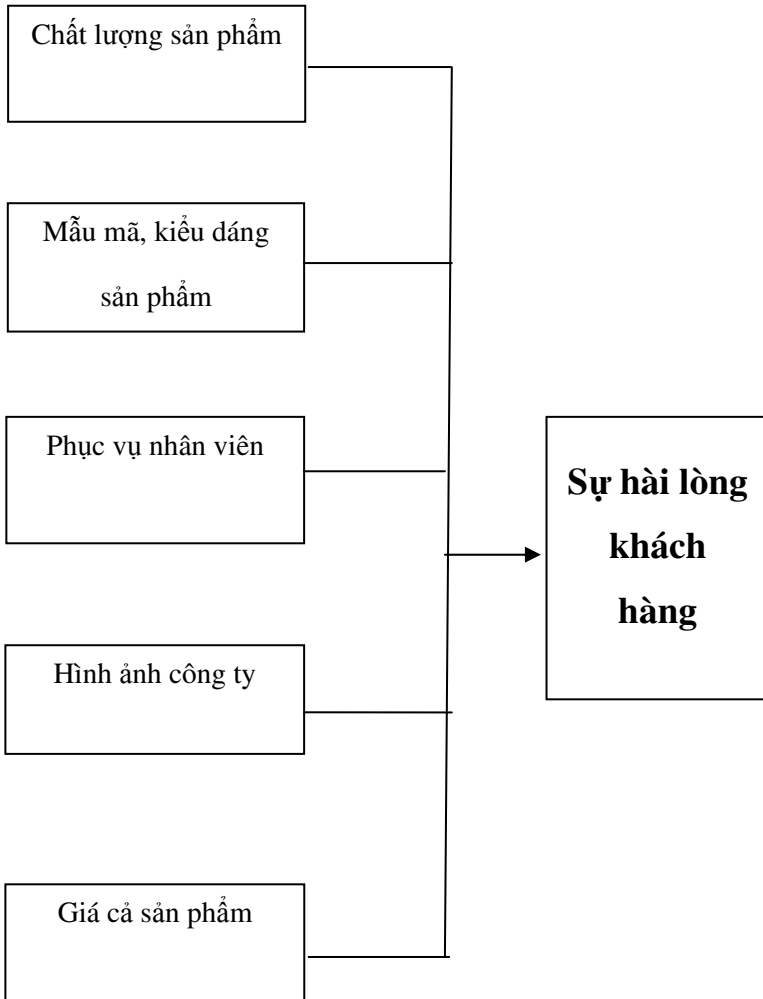 Chất lượng sản phẩm
Mẫu mã, kiểu dáng
sản phẩm
Phục vụ nhân viên
Sự hài lòng
khách
hàng
Hình ảnh công ty
Giá cả sản phẩm